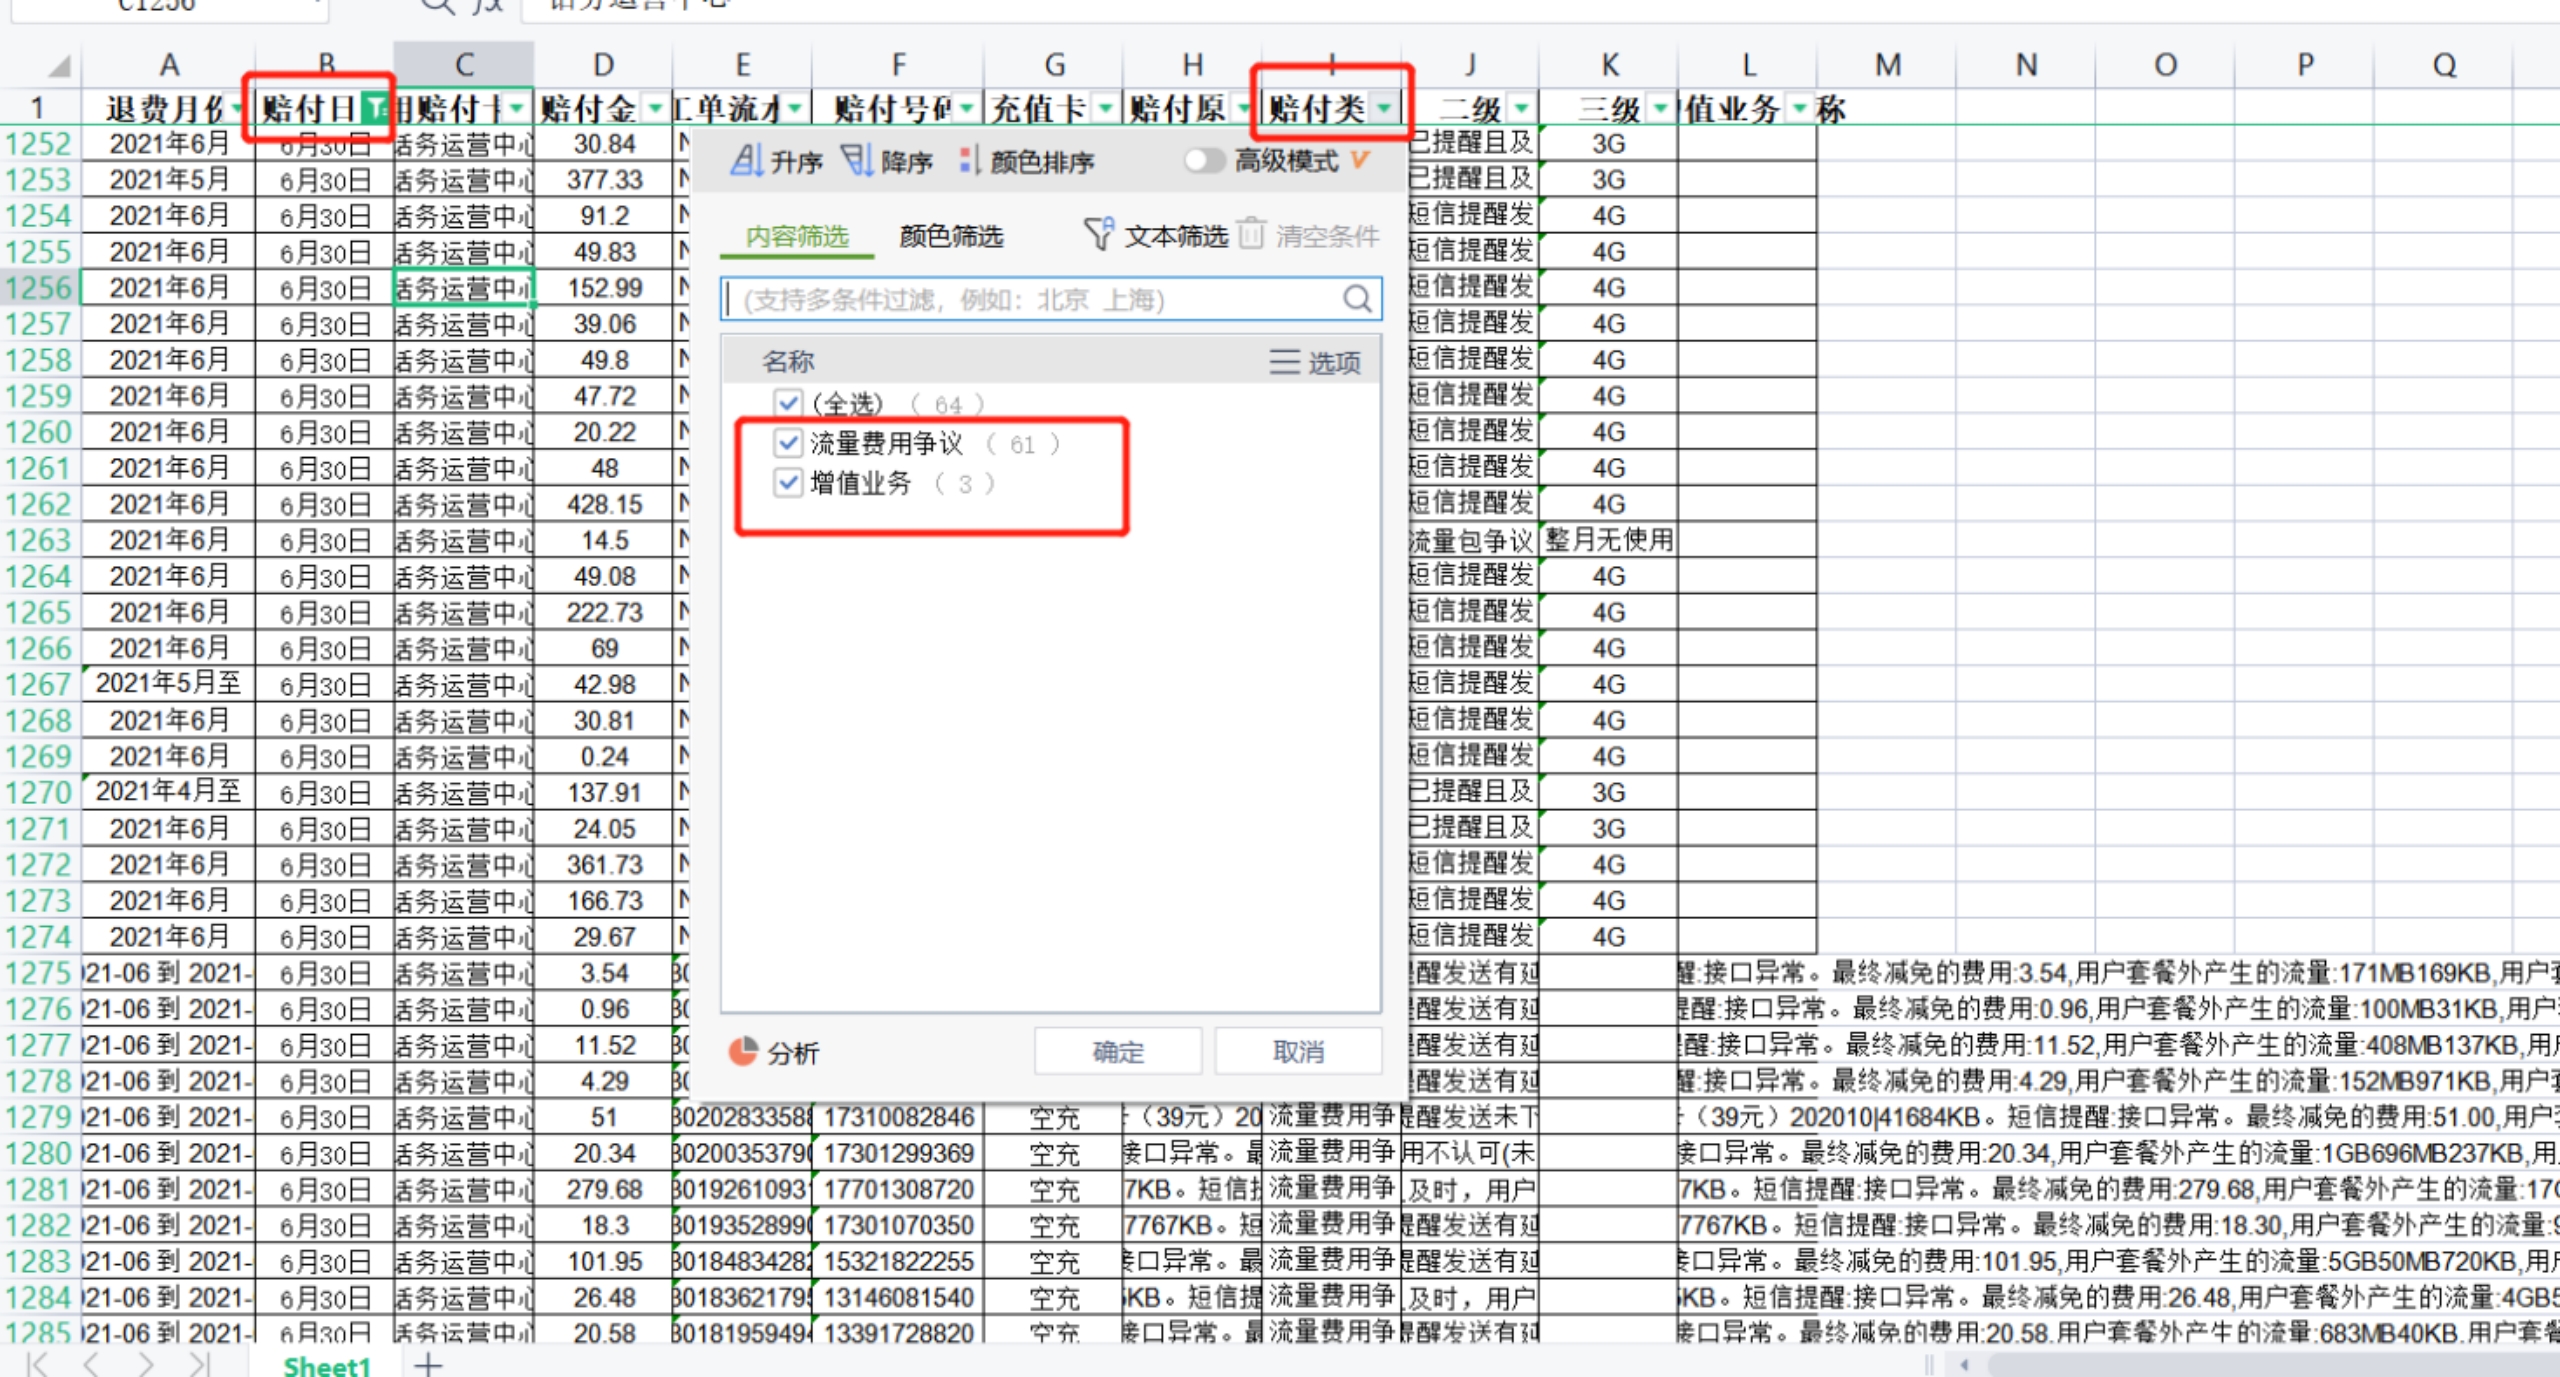 C1256 fx 话务运营中心
A B C D E F G H I J K L M N O P Q
1 退费月份 赔付日 用赔付卡 赔付金 工单流水 赔付号码 充值卡 赔付原 赔付类 二级 三级 值业务 称
1252 2021年6月 6月30日 话务运营中心 30.84 N 已提醒且及 3G
1253 2021年5月 6月30日 话务运营中心 377.33 N 已提醒且及 3G
1254 2021年6月 6月30日 话务运营中心 91.2 N 短信提醒发 4G
1255 2021年6月 6月30日 话务运营中心 49.83 N 短信提醒发 4G
1256 2021年6月 6月30日 话务运营中心 152.99 N 短信提醒发 4G
1257 2021年6月 6月30日 话务运营中心 39.06 N 短信提醒发 4G
1258 2021年6月 6月30日 话务运营中心 49.8 N 短信提醒发 4G
1259 2021年6月 6月30日 话务运营中心 47.72 N 短信提醒发 4G
1260 2021年6月 6月30日 话务运营中心 20.22 N 短信提醒发 4G
1261 2021年6月 6月30日 话务运营中心 48 N 短信提醒发 4G
1262 2021年6月 6月30日 话务运营中心 428.15 N 短信提醒发 4G
1263 2021年6月 6月30日 话务运营中心 14.5 N 流量包争议 整月无使用
1264 2021年6月 6月30日 话务运营中心 49.08 N 短信提醒发 4G
1265 2021年6月 6月30日 话务运营中心 222.73 N 短信提醒发 4G
1266 2021年6月 6月30日 话务运营中心 69 N 短信提醒发 4G
1267 2021年5月至 6月30日 话务运营中心 42.98 N 短信提醒发 4G
1268 2021年6月 6月30日 话务运营中心 30.81 N 短信提醒发 4G
1269 2021年6月 6月30日 话务运营中心 0.24 N 短信提醒发 4G
1270 2021年4月至 6月30日 话务运营中心 137.91 N 已提醒且及 3G
1271 2021年6月 6月30日 话务运营中心 24.05 N 已提醒且及 3G
1272 2021年6月 6月30日 话务运营中心 361.73 N 短信提醒发 4G
1273 2021年6月 6月30日 话务运营中心 166.73 N 短信提醒发 4G
1274 2021年6月 6月30日 话务运营中心 29.67 N 短信提醒发 4G
1275 021-06 到 2021- 6月30日 话务运营中心 3.54 提醒发送有延 醒:接口异常。最终减免的费用:3.54,用户套餐外产生的流量:171MB169KB,用户套
1276 021-06 到 2021- 6月30日 话务运营中心 0.96 提醒发送有延 提醒:接口异常。最终减免的费用:0.96,用户套餐外产生的流量:100MB31KB,用户
1277 021-06 到 2021- 6月30日 话务运营中心 11.52 提醒发送有延 醒:接口异常。最终减免的费用:11.52,用户套餐外产生的流量:408MB137KB,用户
1278 021-06 到 2021- 6月30日 话务运营中心 4.29 提醒发送有延 醒:接口异常。最终减免的费用:4.29,用户套餐外产生的流量:152MB971KB,用户套
1279 021-06 到 2021- 6月30日 话务运营中心 51 30202833588 17310082846 空充 （39元）20 流量费用争 提醒发送未下 （39元）202010|41684KB。短信提醒:接口异常。最终减免的费用:51.00,用户套
1280 021-06 到 2021- 6月30日 话务运营中心 20.34 30200353790 17301299369 空充 接口异常。最 流量费用争 用不认可(未 接口异常。最终减免的费用:20.34,用户套餐外产生的流量:1GB696MB237KB,用
1281 021-06 到 2021- 6月30日 话务运营中心 279.68 3019261093 17701308720 空充 7KB。短信提 流量费用争 及时，用户 7KB。短信提醒:接口异常。最终减免的费用:279.68,用户套餐外产生的流量:17G
1282 021-06 到 2021- 6月30日 话务运营中心 18.3 30193528990 17301070350 空充 7767KB。短 流量费用争 提醒发送有延 7767KB。短信提醒:接口异常。最终减免的费用:18.30,用户套餐外产生的流量:9
1283 021-06 到 2021- 6月30日 话务运营中心 101.95 30184834282 15321822255 空充 接口异常。最 流量费用争 提醒发送有延 接口异常。最终减免的费用:101.95,用户套餐外产生的流量:5GB50MB720KB,用户
1284 021-06 到 2021- 6月30日 话务运营中心 26.48 3018362179 13146081540 空充 KB。短信提 流量费用争 及时，用户 KB。短信提醒:接口异常。最终减免的费用:26.48,用户套餐外产生的流量:4GB5
1285 021-06 到 2021- 6月30日 话务运营中心 20.58 30181959494 13391728820 空充 接口异常。最 流量费用争 提醒发送有延 接口异常。最终减免的费用:20.58,用户套餐外产生的流量:683MB40KB,用户套餐
升序 降序 颜色排序 高级模式
内容筛选 颜色筛选 文本筛选 清空条件
(支持多条件过滤，例如：北京 上海)
名称 选项
(全选) （ 64 ）
流量费用争议 （ 61 ）
增值业务 （ 3 ）
分析 确定 取消
Sheet1 +